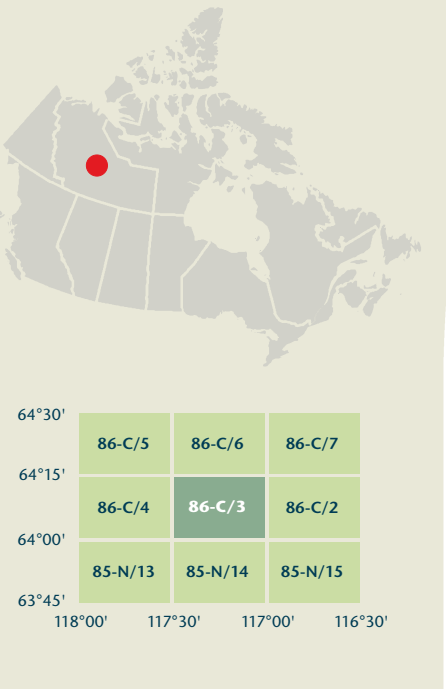 64°30'
86-C/5 86-C/6 86-C/7
64°15'
86-C/4 86-C/3 86-C/2
64°00'
85-N/13 85-N/14 85-N/15
63°45'
118°00' 117°30' 117°00' 116°30'